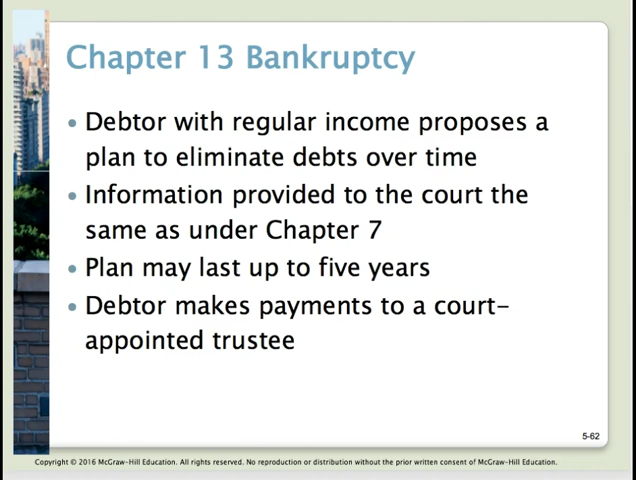 Chapter 13 Bankruptcy
• Debtor with regular income proposes a
plan to eliminate debts over time
• Information provided to the court the
same as under Chapter 7
• Plan may last up to five years
• Debtor makes payments to a court-
appointed trustee
5-62
Copyright © 2016 McGraw-Hill Education. All rights reserved. No reproduction or distribution without the prior written consent of McGraw-Hill Education.